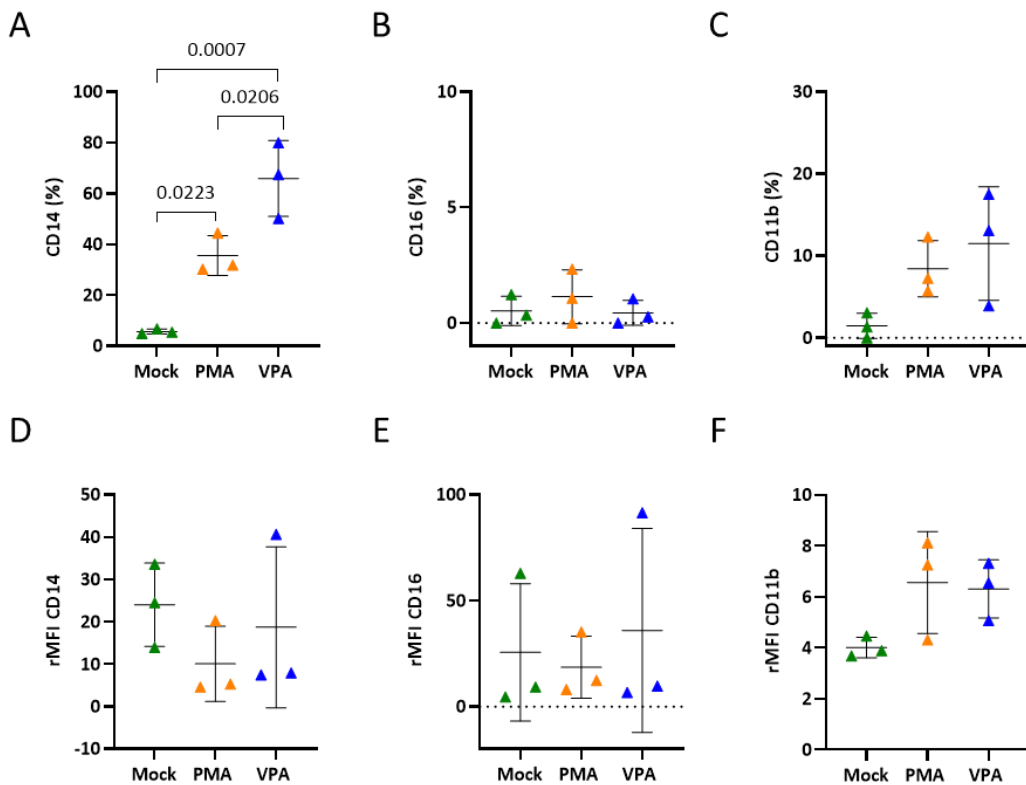 A
B
C
0.0007
0.0206
0.0223
CD14 (%)
100
80
60
40
20
0
Mock PMA VPA
CD16 (%)
10
5
0
Mock PMA VPA
CD11b (%)
30
20
10
0
Mock PMA VPA
D
E
F
rMFI CD14
50
40
30
20
10
0
-10
Mock PMA VPA
rMFI CD16
100
50
0
Mock PMA VPA
rMFI CD11b
10
8
6
4
2
0
Mock PMA VPA